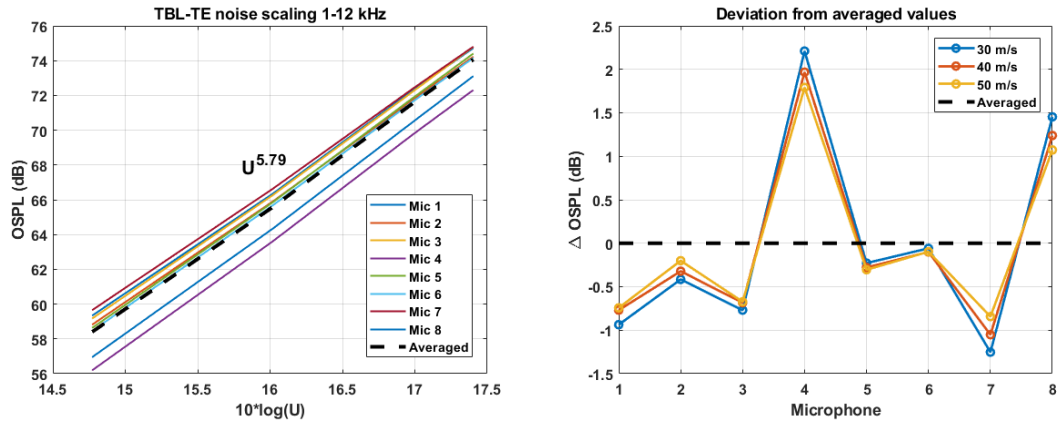 TBL-TE noise scaling 1-12 kHz
76
74
72
70
68
66
64
62
60
58
56
OSPL (dB)
U^5.79
Mic 1
Mic 2
Mic 3
Mic 4
Mic 5
Mic 6
Mic 7
Mic 8
Averaged
14.5 15 15.5 16 16.5 17 17.5
10*log(U)
Deviation from averaged values
2.5
2
1.5
1
0.5
0
-0.5
-1
-1.5
△ OSPL (dB)
30 m/s
40 m/s
50 m/s
Averaged
1 2 3 4 5 6 7 8
Microphone